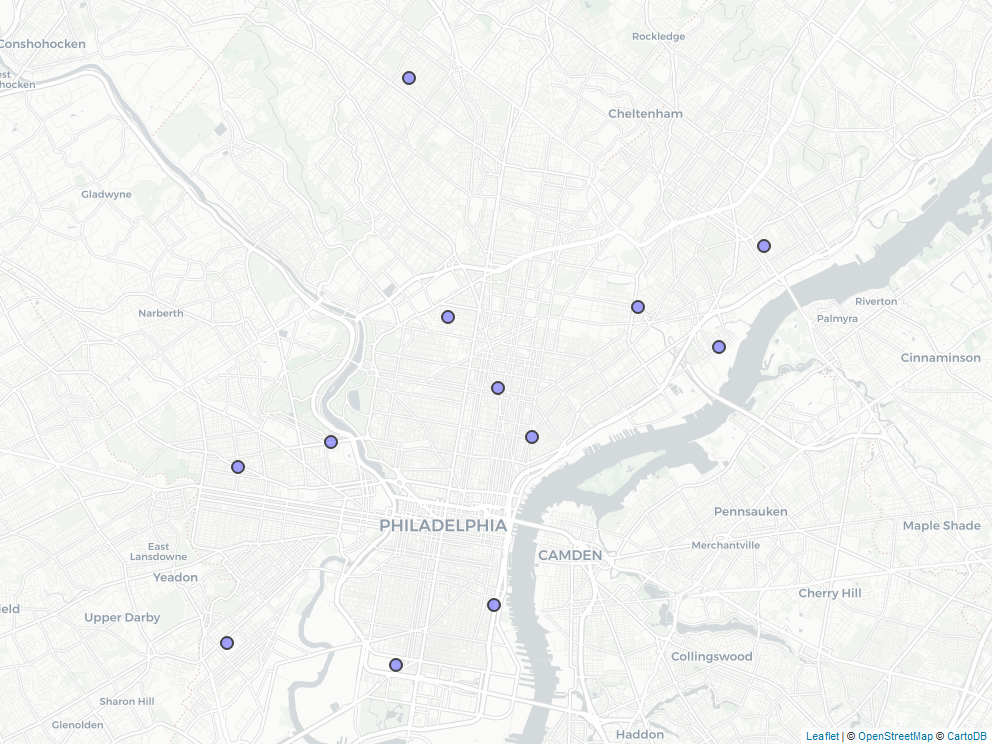 Rockledge
Conshohocken
est
hocken
Cheltenham
Gladwyne
Riverton
Narberth
Palmyra
Cinnaminson
Pennsauken
PHILADELPHIA
Maple Shade
East
Lansdowne
Merchantville
CAMDEN
Yeadon
Cherry Hill
ield
Upper Darby
Collingswood
Sharon Hill
Glenolden
Haddon
Leaflet | © OpenStreetMap © CartoDB